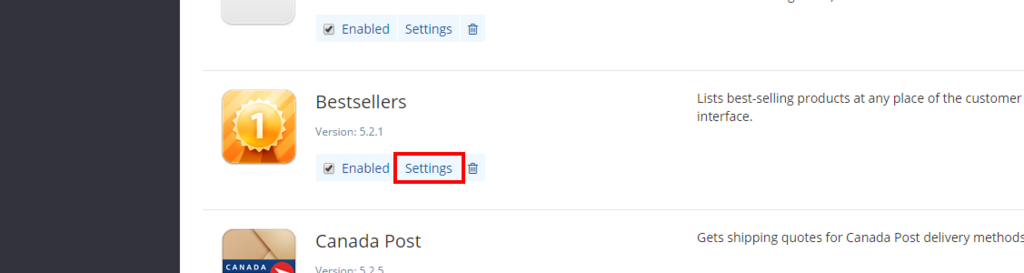 Enabled Settings
Bestsellers
Lists best-selling products at any place of the customer
interface.
Version: 5.2.1
1
Enabled Settings
Canada Post
Gets shipping quotes for Canada Post delivery methods
Version: 5.2.5
CANADA